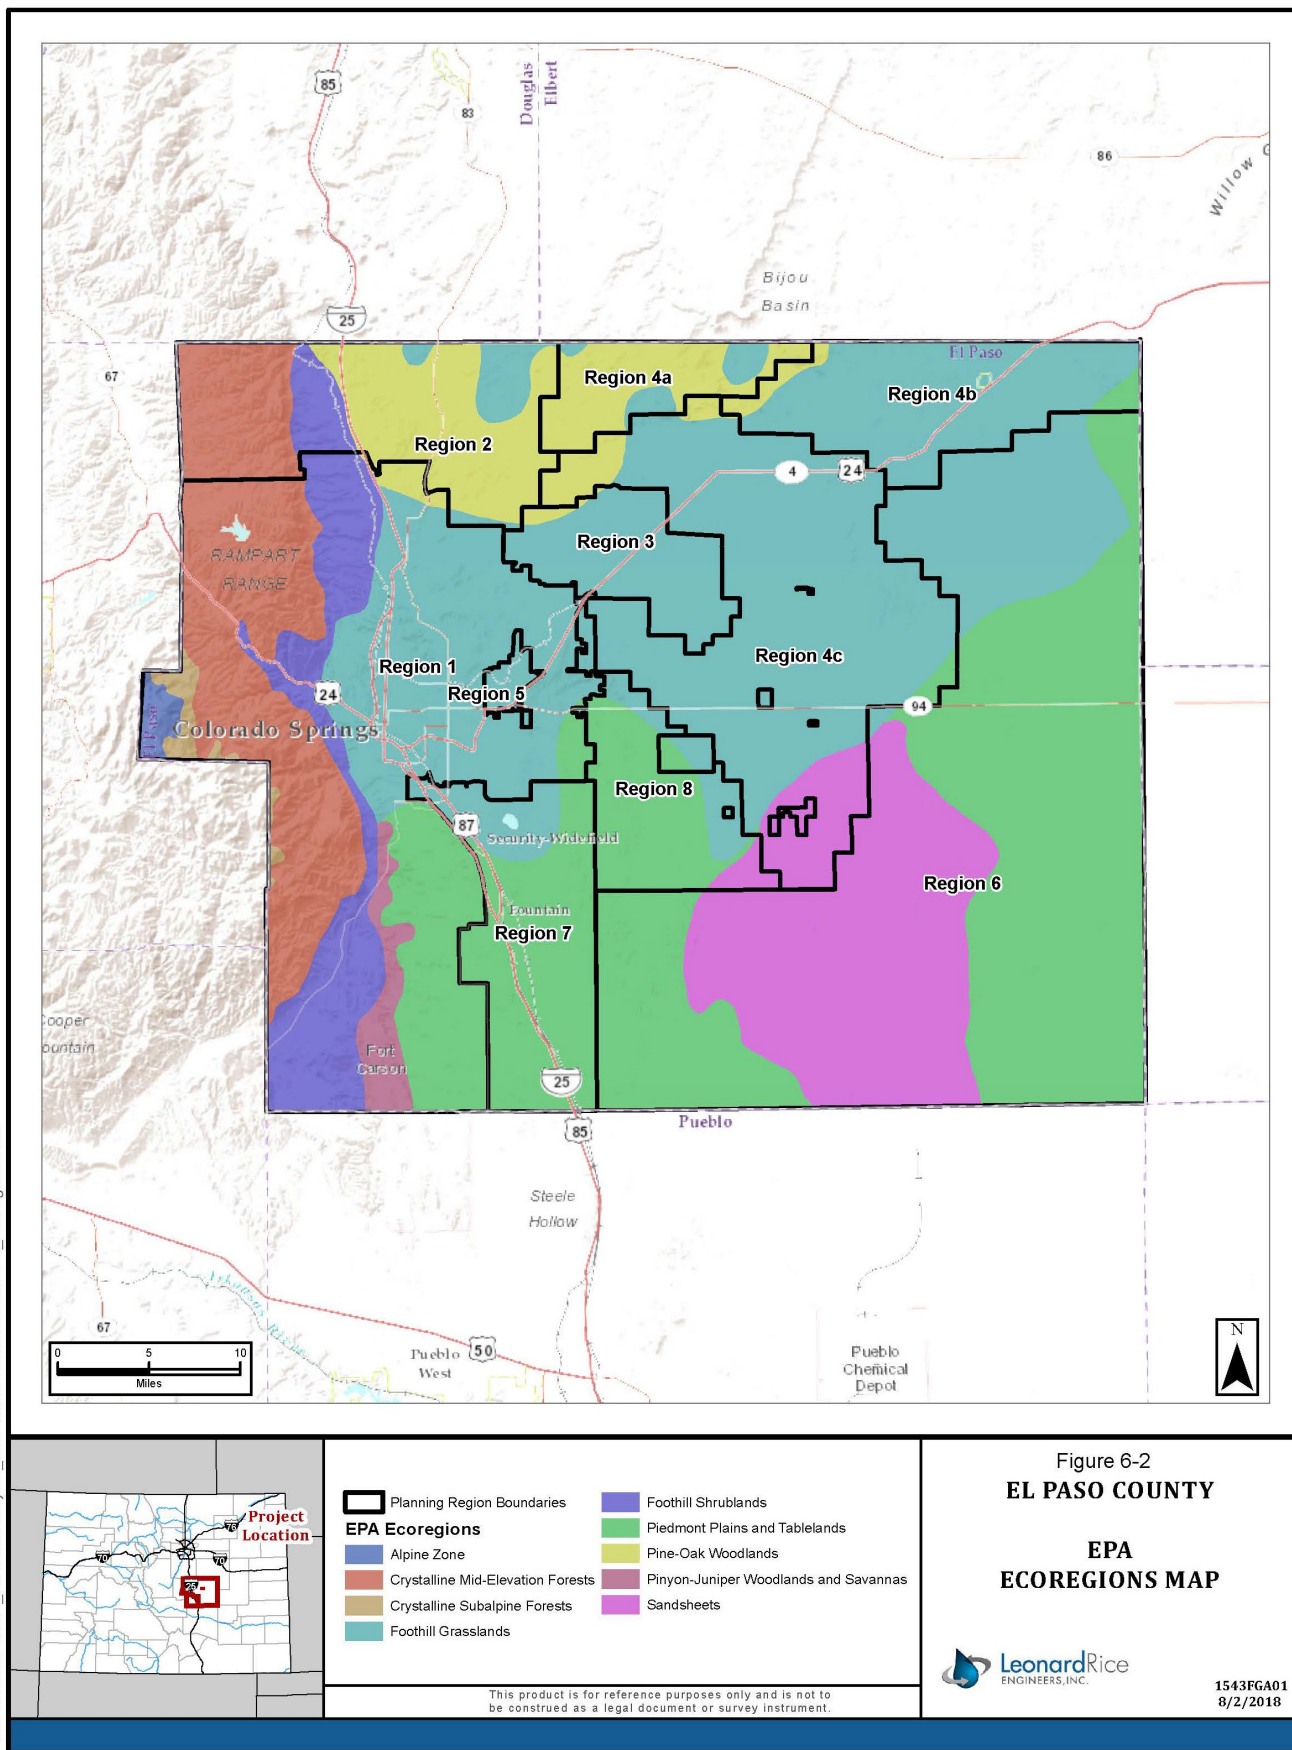 85
83
Douglas
Elbert
86
Bijou
Basin
25
67
El Paso
Region 4a
Region 4b
Region 2
4
24
Region 3
RAMPART
RANGE
Region 1
Region 4c
Region 5
24
94
El Paso
Colorado Springs
Region 8
87
Security-Widefield
Region 6
Fountain
Region 7
Fort
Carson
25
Pueblo
85
Steele
Hollow
Arkansas River
67
0 5 10
Miles
Pueblo
West
50
Pueblo
Chemical
Depot
N
Project
Location
76
70
70
25
Planning Region Boundaries
EPA Ecoregions
Alpine Zone
Crystalline Mid-Elevation Forests
Crystalline Subalpine Forests
Foothill Grasslands
Foothill Shrublands
Piedmont Plains and Tablelands
Pine-Oak Woodlands
Pinyon-Juniper Woodlands and Savannas
Sandsheets
This product is for reference purposes only and is not to
be construed as a legal document or survey instrument.
Figure 6-2
EL PASO COUNTY
EPA
ECOREGIONS MAP
LeonardRice
ENGINEERS, INC.
1543FGA01
8/2/2018